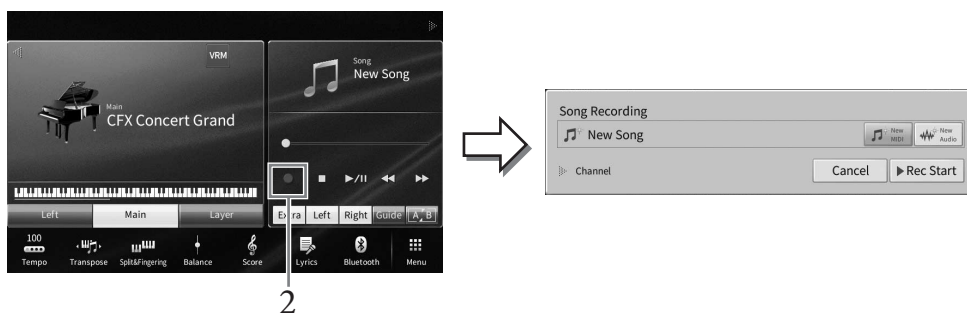 VRM
Main
CFX Concert Grand
Song
New Song
Left Main Layer
Extra Left Right Guide A B
100
Tempo Transpose Split&Fingering Balance Score Lyrics Bluetooth Menu
2
Song Recording
New Song
New MIDI
New Audio
Channel
Cancel Rec Start